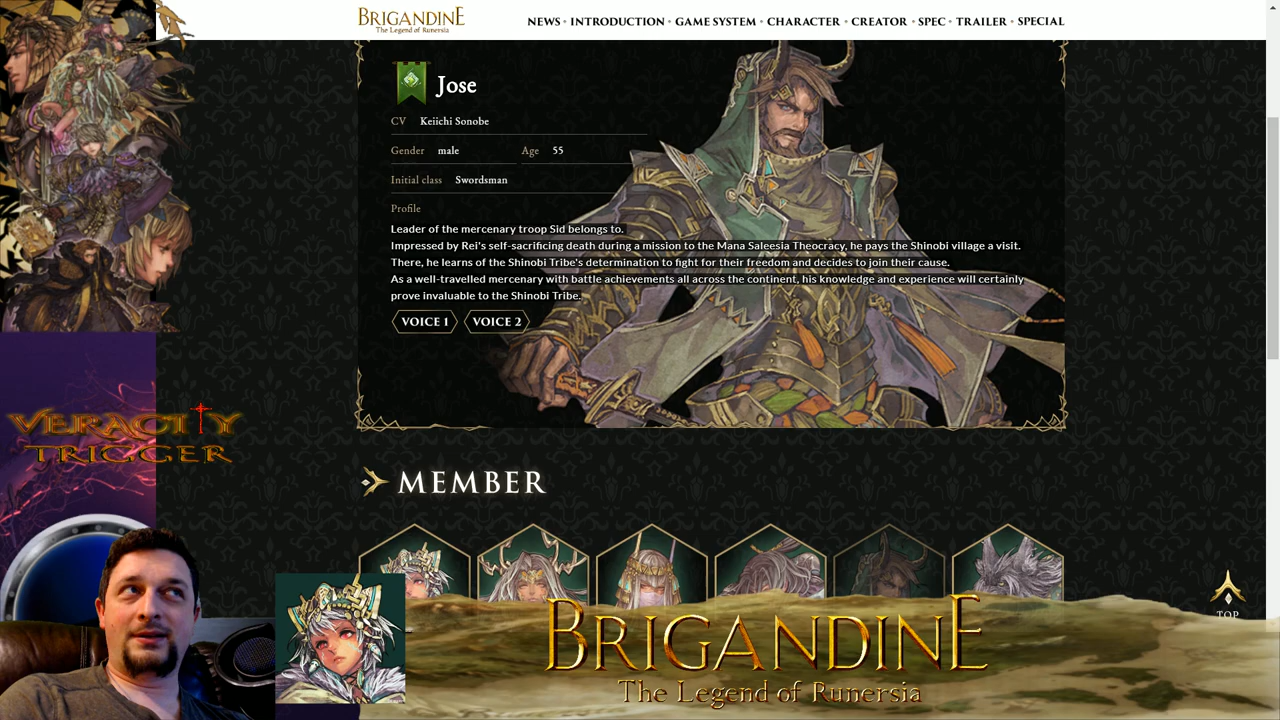 BRIGANDINE
The Legend of Runersia
NEWS • INTRODUCTION • GAME SYSTEM • CHARACTER • CREATOR • SPEC • TRAILER • SPECIAL
Jose
CV Keiichi Sonobe
Gender male Age 55
Initial class Swordsman
Profile
Leader of the mercenary troop Sid belongs to.
Impressed by Rei's self-sacrificing death during a mission to the Mana Saleesia Theocracy, he pays the Shinobi village a visit.
There, he learns of the Shinobi Tribe's determination to fight for their freedom and decides to join their cause.
As a well-travelled mercenary with battle achievements all across the continent, his knowledge and experience will certainly
prove invaluable to the Shinobi Tribe.
VOICE 1 VOICE 2
VERACITY
TRIGGER
MEMBER
TOP
BRIGANDINE
The Legend of Runersia